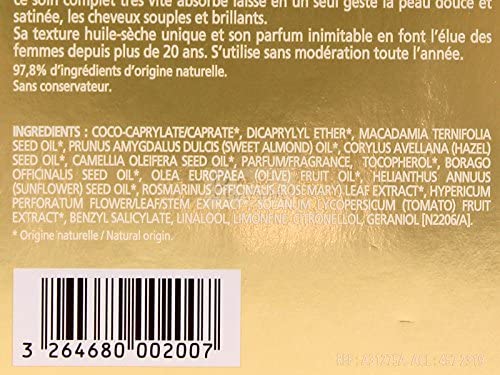 ce soin complet très vite absorbé laisse en un seul geste la peau douce et
satinée, les cheveux souples et brillants.
Sa texture huile-sèche unique et son parfum inimitable en font l'élue des
femmes depuis plus de 20 ans. S'utilise sans modération toute l'année.
97,8% d'ingrédients d'origine naturelle.
Sans conservateur.
INGREDIENTS : COCO-CAPRYLATE/CAPRATE*, DICAPRYLYL ETHER*, MACADAMIA TERNIFOLIA
SEED OIL*, PRUNUS AMYGDALUS DULCIS (SWEET ALMOND) OIL*, CORYLUS AVELLANA (HAZEL)
SEED OIL*, CAMELLIA OLEIFERA SEED OIL*, PARFUM/FRAGRANCE, TOCOPHEROL*, BORAGO
OFFICINALIS SEED OIL*, OLEA EUROPAEA (OLIVE) FRUIT OIL*, HELIANTHUS ANNUUS
(SUNFLOWER) SEED OIL*, ROSMARINUS OFFICINALIS (ROSEMARY) LEAF EXTRACT*, HYPERICUM
PERFORATUM FLOWER/LEAF/STEM EXTRACT*, SOLANUM LYCOPERSICUM (TOMATO) FRUIT
EXTRACT*, BENZYL SALICYLATE, LINALOOL, LIMONENE, CITRONELLOL, GERANIOL [N2206/A].
* Origine naturelle / Natural origin.
3 264680 002007